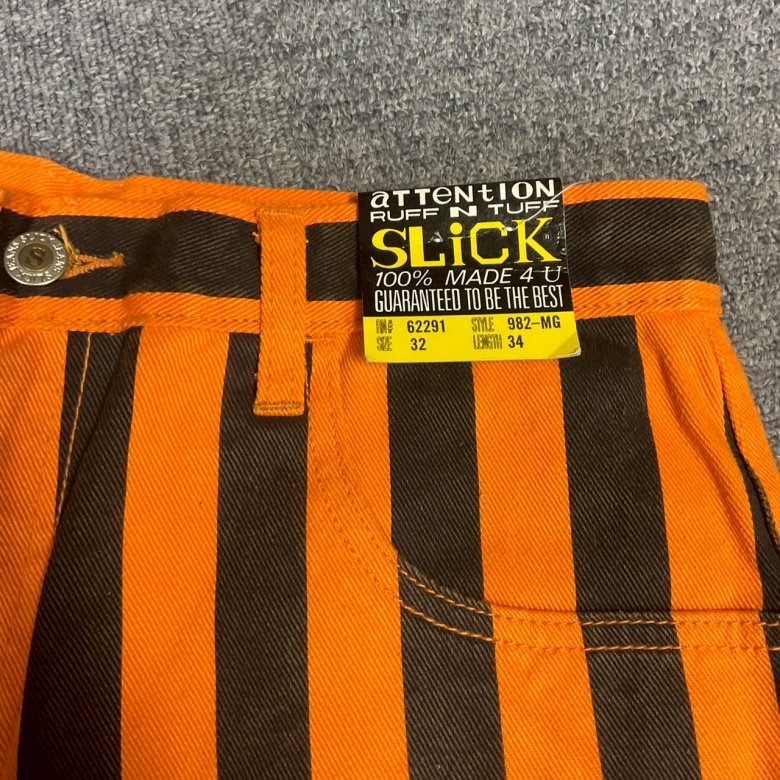 ATTENtION
RUFF N TUFF
SLiCK®
100% MADE 4 U
GUARANTEED TO BE THE BEST
RN# 62291 STYLE 982-MG
SIZE 32 LENGTH 34
S